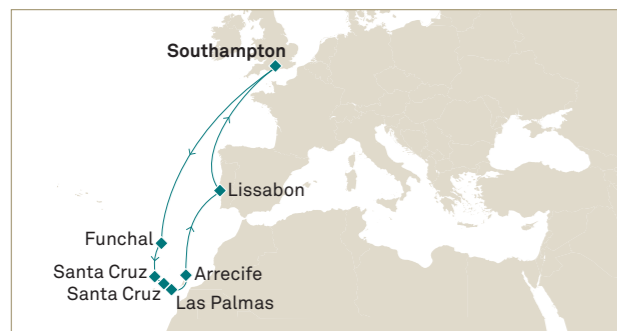 Southampton
Lissabon
Funchal
Santa Cruz
Arrecife
Santa Cruz
Las Palmas